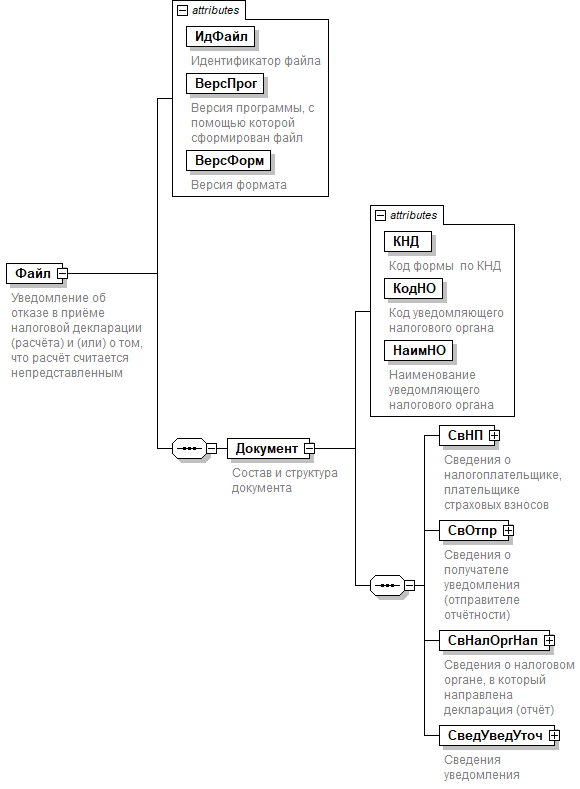 attributes
ИдФайл
Идентификатор файла
ВерсПрог
Версия программы, с
помощью которой
сформирован файл
ВерсФорм
Версия формата
Файл
Уведомление об
отказе в приёме
налоговой декларации
(расчёта) и (или) о том,
что расчёт считается
непредставленным
attributes
КНД
Код формы  по КНД
КодНО
Код уведомляющего
налогового органа
НаимНО
Наименование
уведомляющего
налогового органа
Документ
Состав и структура
документа
СвНП
Сведения о
налогоплательщике,
плательщике
страховых взносов
СвОтпр
Сведения о
получателе
уведомления
(отправителе
отчётности)
СвНалОргНап
Сведения о налоговом
органе, в который
направлена
декларация (отчёт)
СведУведУточ
Сведения
уведомления